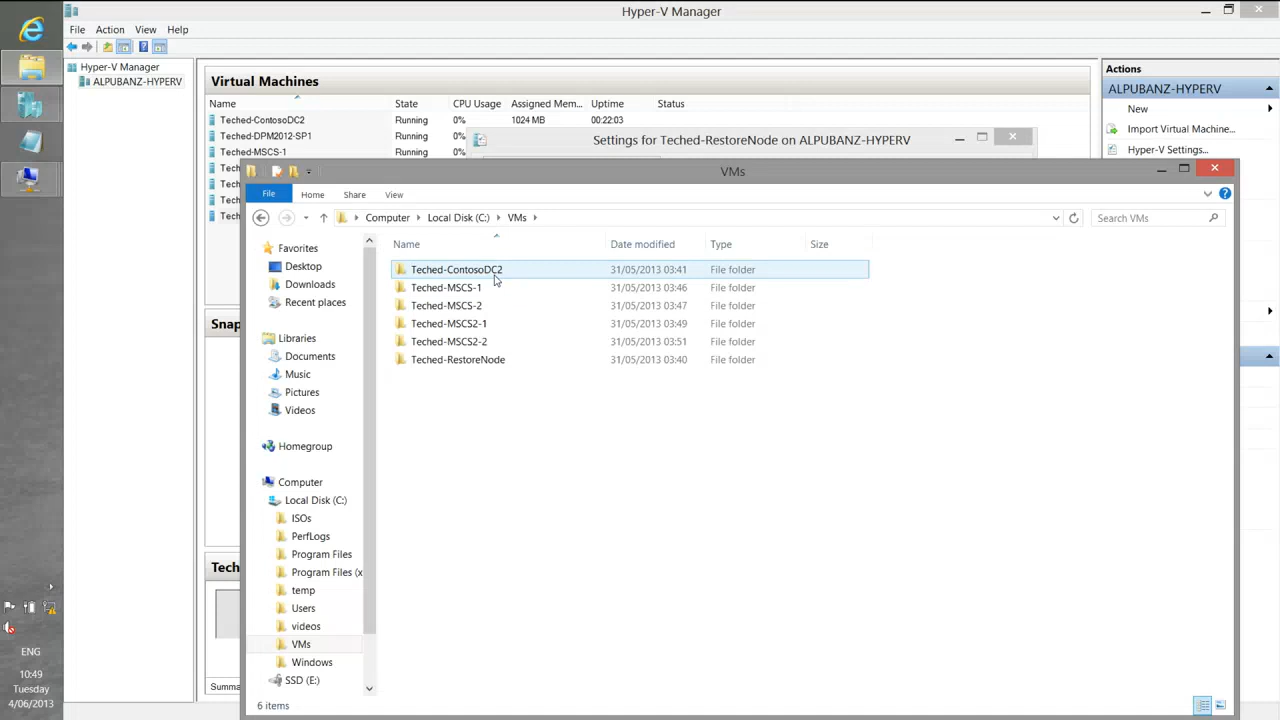 Hyper-V Manager
File Action View Help
Hyper-V Manager
ALPUBANZ-HYPERV
Virtual Machines
Name State CPU Usage Assigned Mem... Uptime Status
Teched-ContosoDC2 Running 0% 1024 MB 00:22:03
Teched-DPM2012-SP1 Running 0%
Teched-MSCS-1 Running 0%
Tech
Tech
Tech
Tech
Snap
Tech
Summa
Actions
ALPUBANZ-HYPERV
New
Import Virtual Machine...
Hyper-V Settings...
Settings for Teched-RestoreNode on ALPUBANZ-HYPERV
VMs
File Home Share View
Computer Local Disk (C:) VMs
Search VMs
Name Date modified Type Size
Teched-ContosoDC2 31/05/2013 03:41 File folder
Teched-MSCS-1 31/05/2013 03:46 File folder
Teched-MSCS-2 31/05/2013 03:47 File folder
Teched-MSCS2-1 31/05/2013 03:49 File folder
Teched-MSCS2-2 31/05/2013 03:51 File folder
Teched-RestoreNode 31/05/2013 03:40 File folder
Favorites
Desktop
Downloads
Recent places
Libraries
Documents
Music
Pictures
Videos
Homegroup
Computer
Local Disk (C:)
ISOs
PerfLogs
Program Files
Program Files (x
temp
Users
videos
VMs
Windows
SSD (E:)
6 items
ENG
10:49
Tuesday
4/06/2013